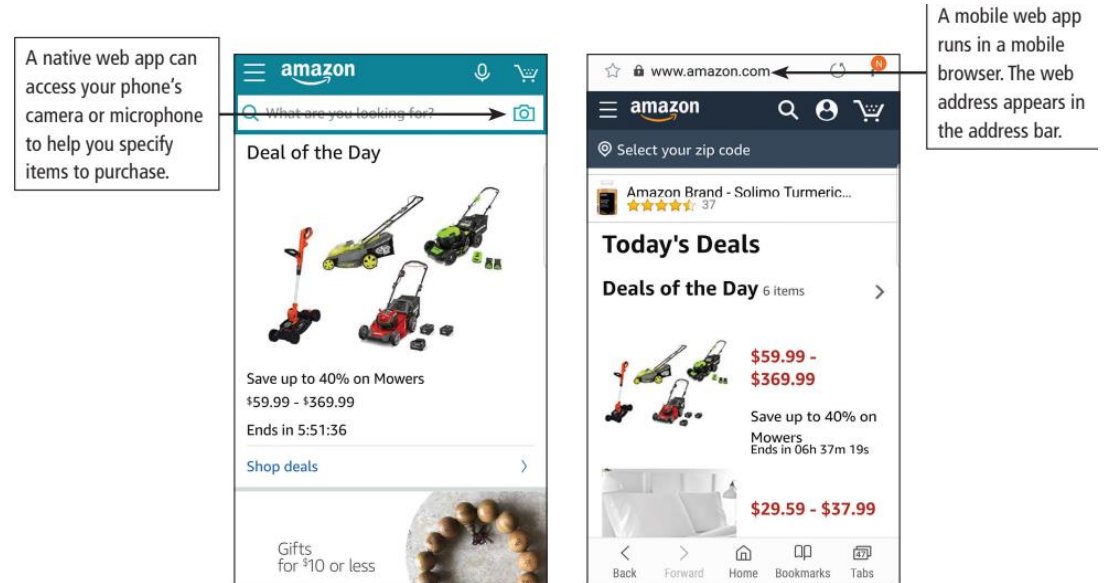 A native web app can
access your phone's
camera or microphone
to help you specify
items to purchase.
amazon
What are you looking for?
Deal of the Day
Save up to 40% on Mowers
$59.99 - $369.99
Ends in 5:51:36
Shop deals
Gifts
for $10 or less
A mobile web app
runs in a mobile
browser. The web
address appears in
the address bar.
www.amazon.com
N
amazon
Select your zip code
Amazon Brand - Solimo Turmeric...
37
Today's Deals
Deals of the Day 6 items
$59.99 -
$369.99
Save up to 40% on
Mowers
Ends in 06h 37m 19s
$29.59 - $37.99
47
Back Forward Home Bookmarks Tabs